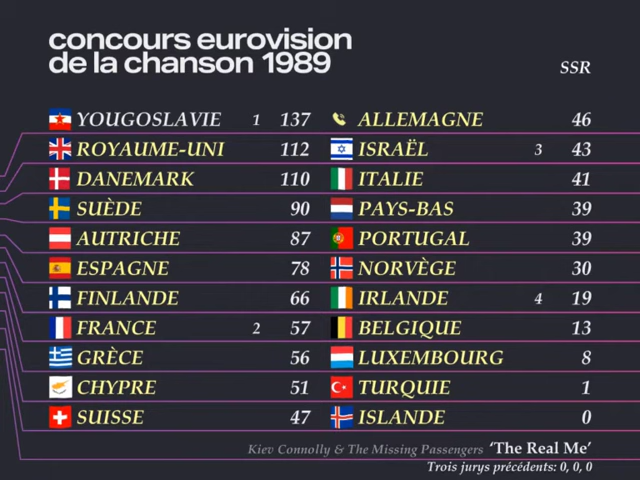 concours eurovision
de la chanson 1989
SSR
YOUGOSLAVIE 1 137
ROYAUME-UNI 112
DANEMARK 110
SUÈDE 90
AUTRICHE 87
ESPAGNE 78
FINLANDE 66
FRANCE 2 57
GRÈCE 56
CHYPRE 51
SUISSE 47
ALLEMAGNE 46
ISRAËL 3 43
ITALIE 41
PAYS-BAS 39
PORTUGAL 39
NORVÈGE 30
IRLANDE 4 19
BELGIQUE 13
LUXEMBOURG 8
TURQUIE 1
ISLANDE 0
Kiev Connolly & The Missing Passengers ‘The Real Me’
Trois jurys précédents: 0, 0, 0